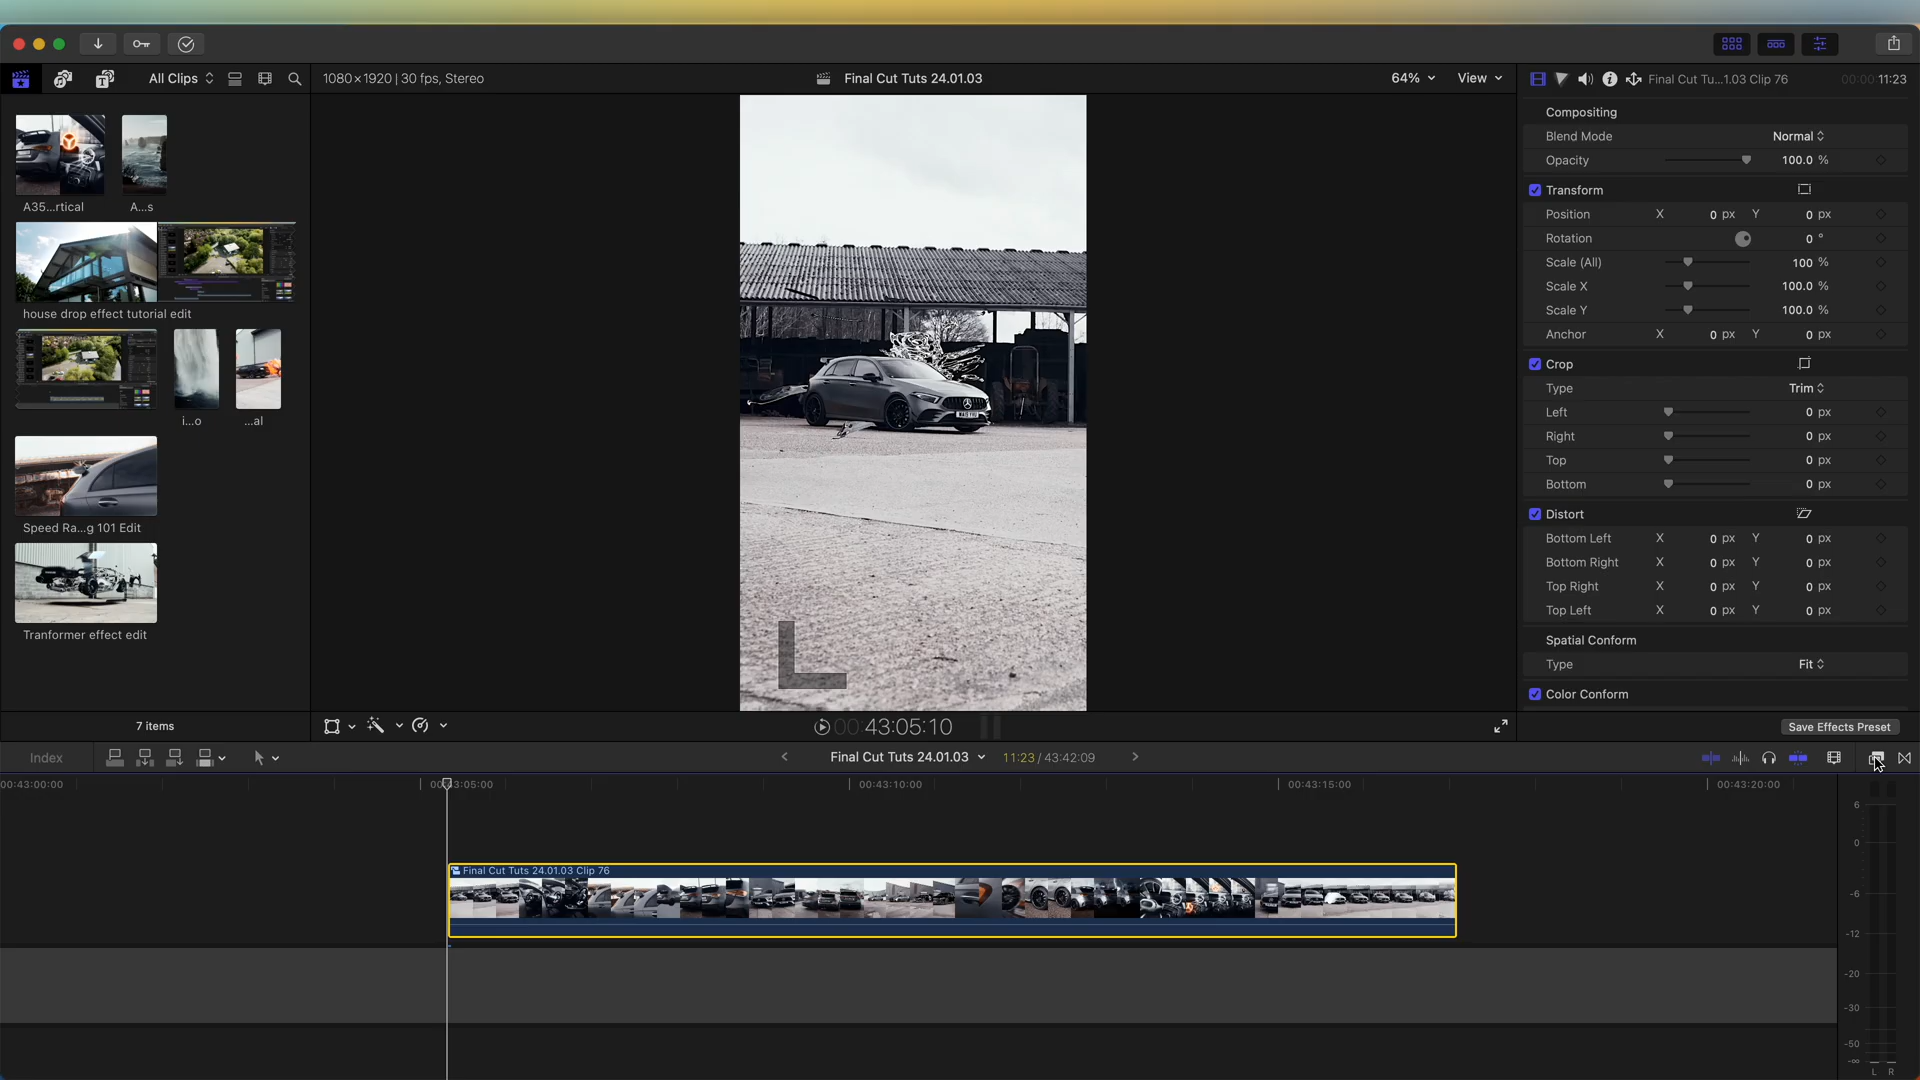 All Clips
1080×1920 | 30 fps, Stereo
Final Cut Tuts 24.01.03
64%
View
Final Cut Tu...1.03 Clip 76
00:00:11:23
A35...rtical
A...s
house drop effect tutorial edit
i...o
...al
Speed Ra...g 101 Edit
Tranformer effect edit
7 items
Compositing
Blend Mode Normal
Opacity 100.0 %
Transform
Position X 0 px Y 0 px
Rotation 0 °
Scale (All) 100 %
Scale X 100.0 %
Scale Y 100.0 %
Anchor X 0 px Y 0 px
Crop
Type Trim
Left 0 px
Right 0 px
Top 0 px
Bottom 0 px
Distort
Bottom Left X 0 px Y 0 px
Bottom Right X 0 px Y 0 px
Top Right X 0 px Y 0 px
Top Left X 0 px Y 0 px
Spatial Conform
Type Fit
Color Conform
Save Effects Preset
00:43:05:10
Index
Final Cut Tuts 24.01.03
11:23 / 43:42:09
00:43:00:00
00:43:05:00
00:43:10:00
00:43:15:00
00:43:20:00
Final Cut Tuts 24.01.03 Clip 76
6
0
-6
-12
-20
-30
-50
-∞
L R